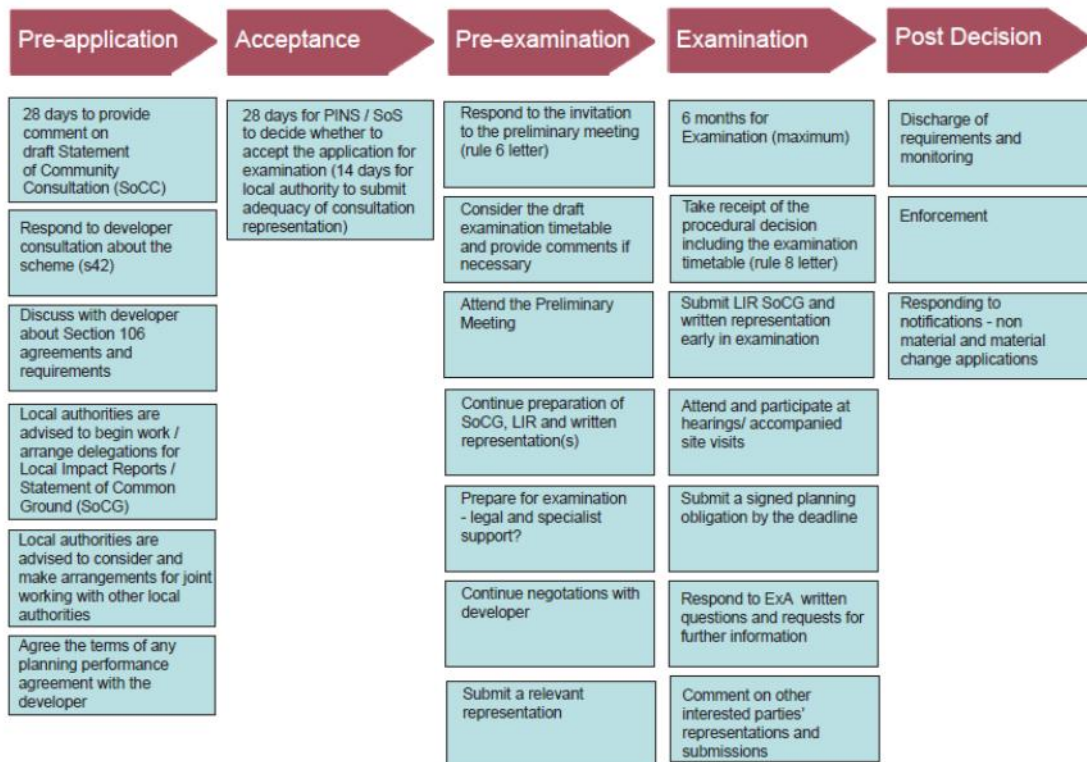 Pre-application
28 days to provide
comment on
draft Statement
of Community
Consultation (SoCC)
Respond to developer
consultation about the
scheme (s42)
Discuss with developer
about Section 106
agreements and
requirements
Local authorities are
advised to begin work /
arrange delegations for
Local Impact Reports /
Statement of Common
Ground (SoCG)
Local authorities are
advised to consider and
make arrangements for joint
working with other local
authorities
Agree the terms of any
planning performance
agreement with the
developer
Acceptance
28 days for PINS / SoS
to decide whether to
accept the application for
examination (14 days for
local authority to submit
adequacy of consultation
representation)
Pre-examination
Respond to the invitation
to the preliminary meeting
(rule 6 letter)
Consider the draft
examination timetable
and provide comments if
necessary
Attend the Preliminary
Meeting
Continue preparation of
SoCG, LIR and written
representation(s)
Prepare for examination
- legal and specialist
support?
Continue negotations with
developer
Submit a relevant
representation
Examination
6 months for
Examination (maximum)
Take receipt of the
procedural decision
including the examination
timetable (rule 8 letter)
Submit LIR SoCG and
written representation
early in examination
Attend and participate at
hearings/ accompanied
site visits
Submit a signed planning
obligation by the deadline
Respond to ExA written
questions and requests for
further information
Comment on other
interested parties'
representations and
submissions
Post Decision
Discharge of
requirements and
monitoring
Enforcement
Responding to
notifications - non
material and material
change applications